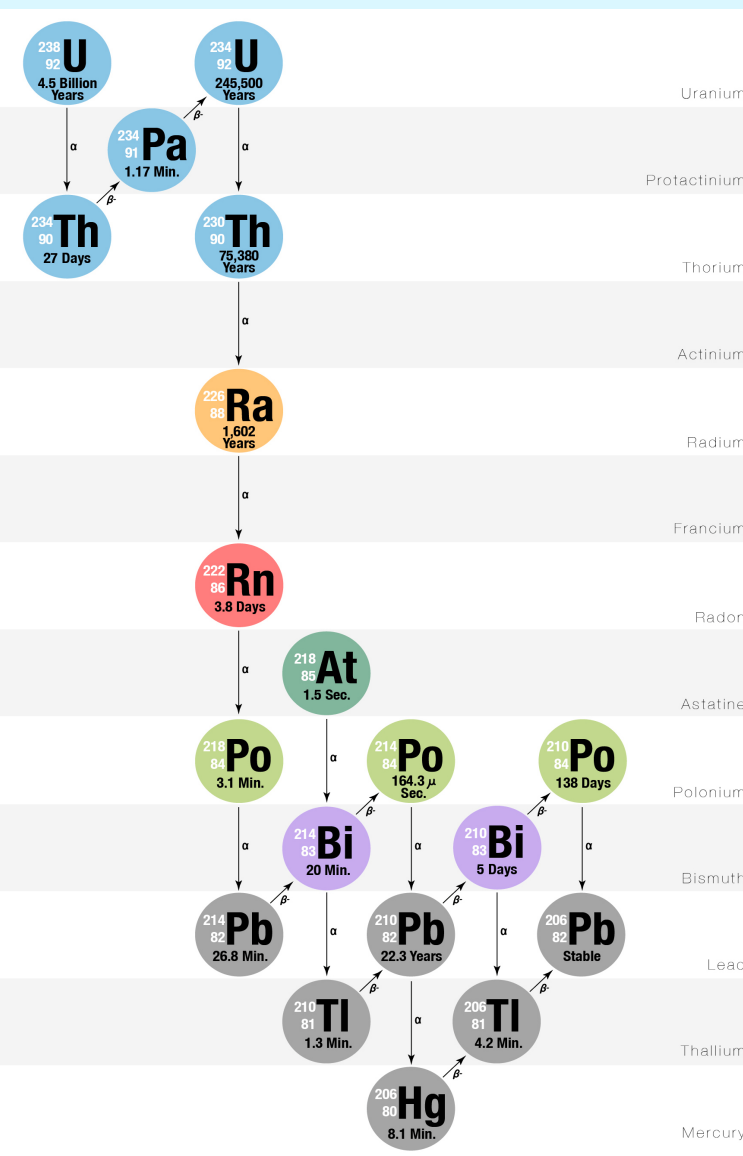 238
92 U
4.5 Billion
Years
234
92 U
245,500
Years
Uranium
α
β-
α
234
91 Pa
1.17 Min.
Protactinium
β-
234
90 Th
27 Days
230
90 Th
75,380
Years
Thorium
α
Actinium
226
88 Ra
1,602
Years
Radium
α
Francium
222
86 Rn
3.8 Days
Radon
α
218
85 At
1.5 Sec.
Astatine
218
84 Po
3.1 Min.
α
214
84 Po
164.3 μ
Sec.
210
84 Po
138 Days
Polonium
β-
β-
α
214
83 Bi
20 Min.
α
210
83 Bi
5 Days
α
Bismuth
β-
β-
214
82 Pb
26.8 Min.
α
210
82 Pb
22.3 Years
α
206
82 Pb
Stable
Lead
β-
β-
210
81 Tl
1.3 Min.
α
206
81 Tl
4.2 Min.
Thallium
β-
206
80 Hg
8.1 Min.
Mercury